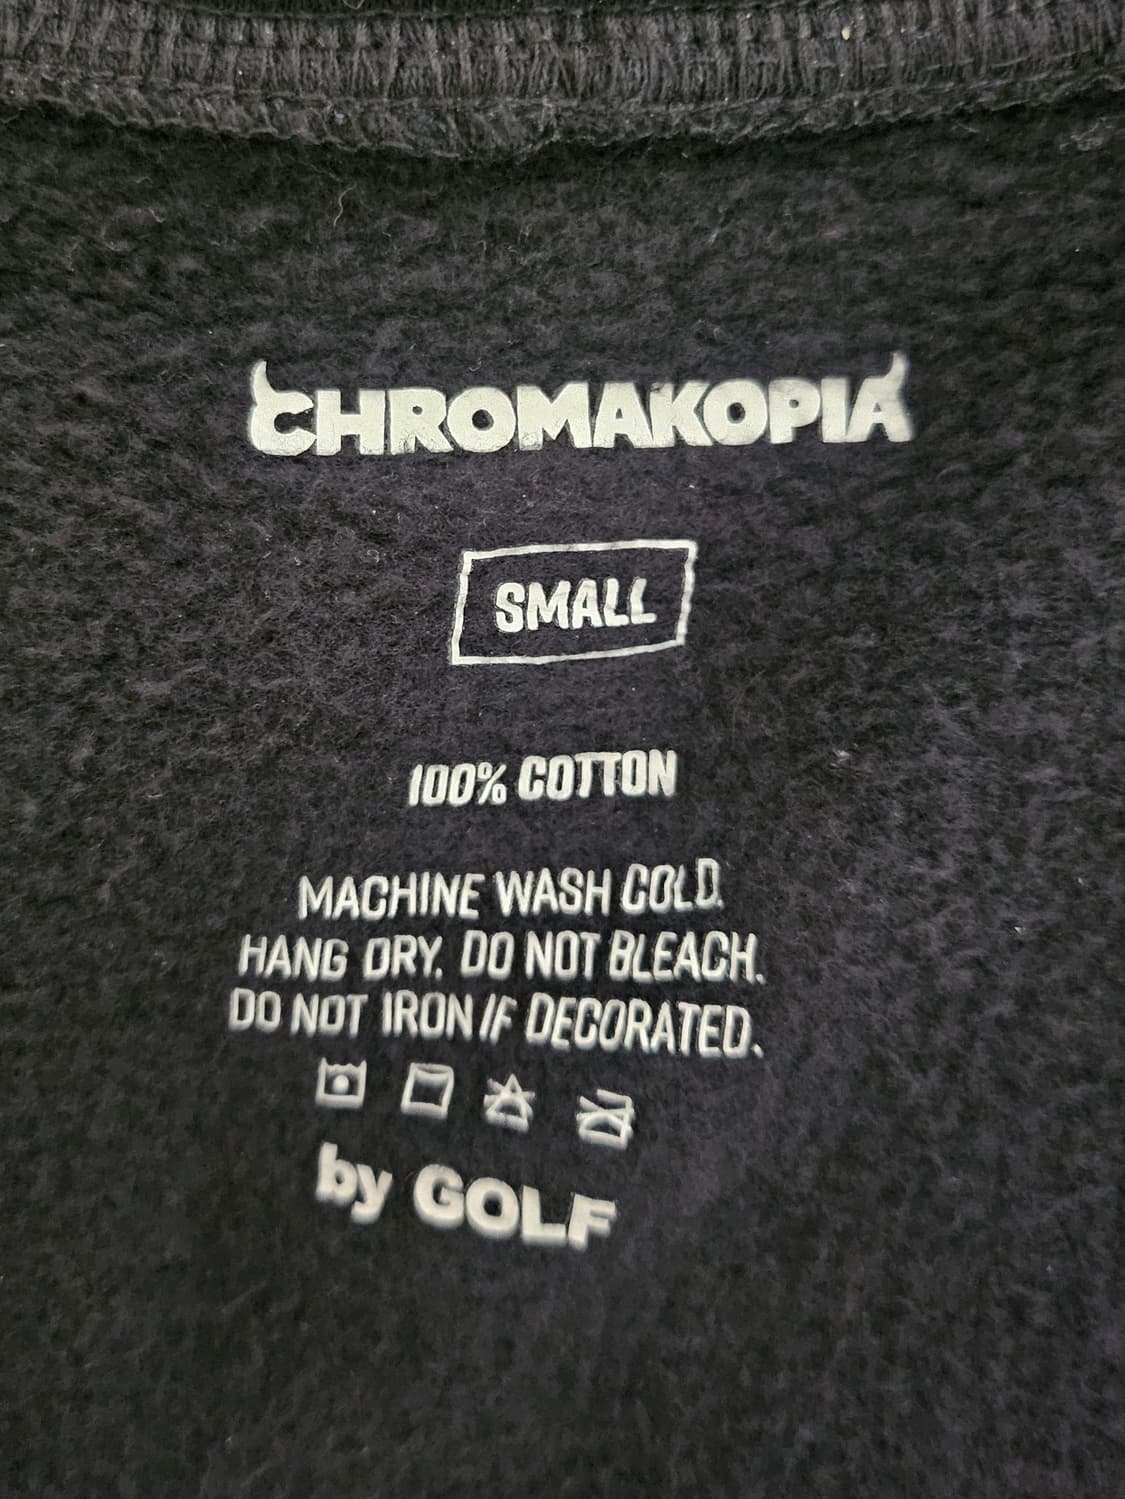 CHROMAKOPIA
SMALL
100% COTTON
MACHINE WASH COLD.
HANG DRY. DO NOT BLEACH.
DO NOT IRON IF DECORATED.
by GOLF